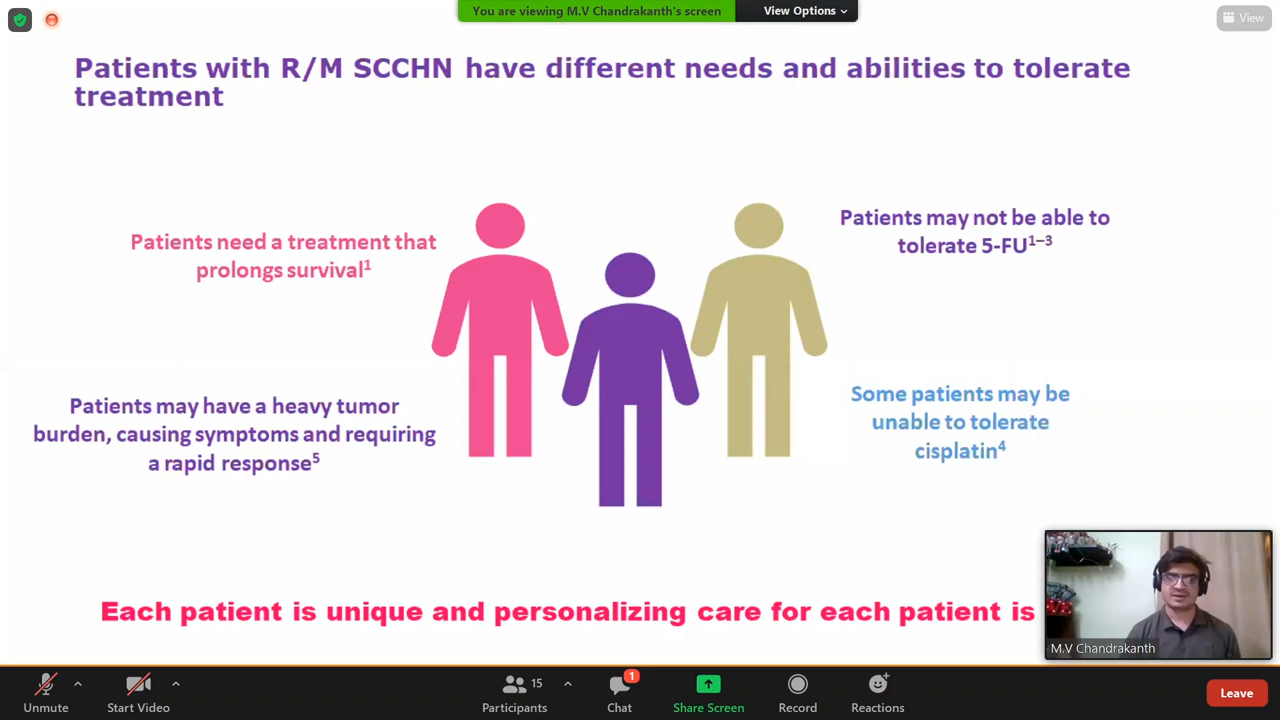 You are viewing M.V Chandrakanth's screen
View Options
View
Patients with R/M SCCHN have different needs and abilities to tolerate
treatment
Patients need a treatment that
prolongs survival1
Patients may not be able to
tolerate 5-FU1–3
Patients may have a heavy tumor
burden, causing symptoms and requiring
a rapid response5
Some patients may be
unable to tolerate
cisplatin4
Each patient is unique and personalizing care for each patient is
M.V Chandrakanth
Unmute
Start Video
15
Participants
1
Chat
Share Screen
Record
Reactions
Leave